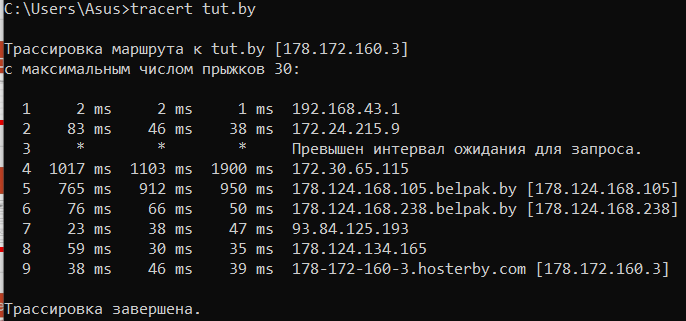 C:\Users\Asus>tracert tut.by
Трассировка маршрута к tut.by [178.172.160.3]
с максимальным числом прыжков 30:
1 2 ms 2 ms 1 ms 192.168.43.1
2 83 ms 46 ms 38 ms 172.24.215.9
3 * * * Превышен интервал ожидания для запроса.
4 1017 ms 1103 ms 1900 ms 172.30.65.115
5 765 ms 912 ms 950 ms 178.124.168.105.belpak.by [178.124.168.105]
6 76 ms 66 ms 50 ms 178.124.168.238.belpak.by [178.124.168.238]
7 23 ms 38 ms 47 ms 93.84.125.193
8 59 ms 30 ms 35 ms 178.124.134.165
9 38 ms 46 ms 39 ms 178-172-160-3.hosterby.com [178.172.160.3]
Трассировка завершена.